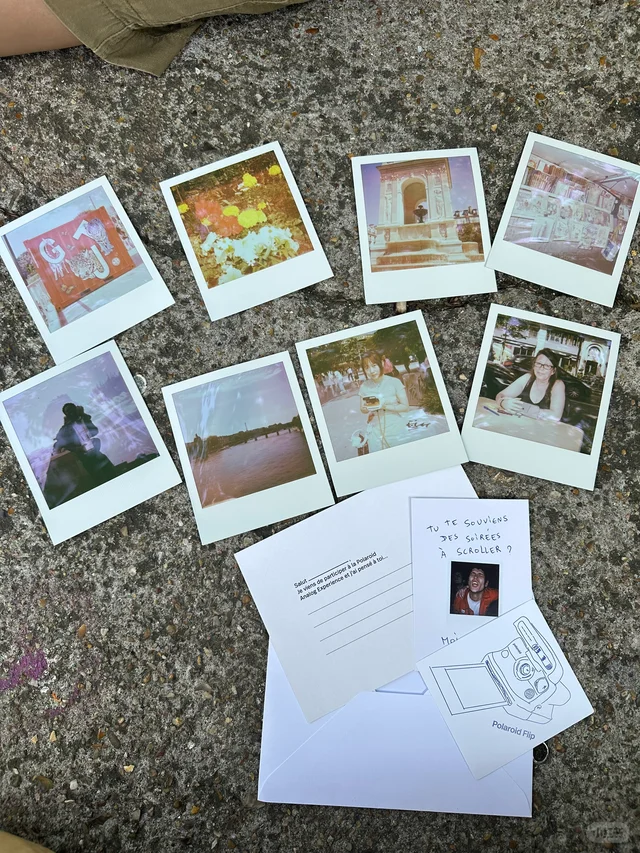 TU TE SOUVIENS
DES SOIRÉES
À SCROLLER ?
Salut
Je viens de participer à la Polaroid
Analog Experience et j'ai pensé à toi...
Moi
Polaroid Flip